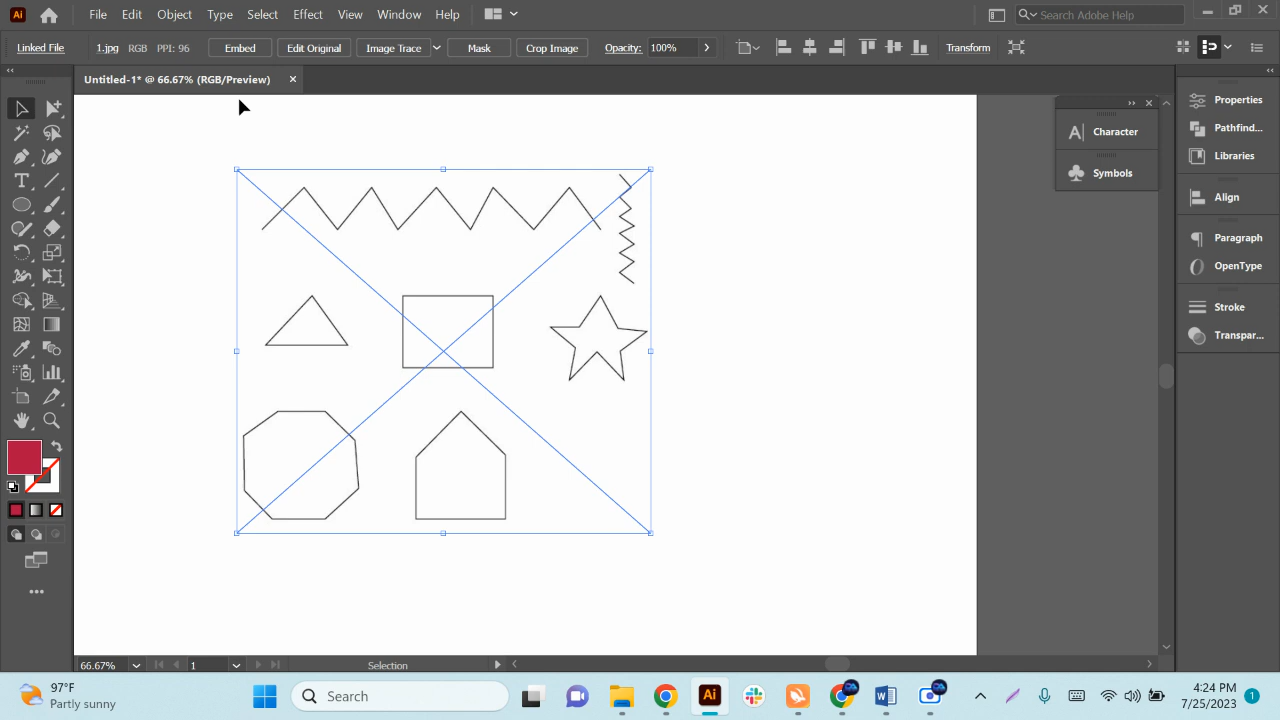 Ai File Edit Object Type Select Effect View Window Help Search Adobe Help
Linked File 1.jpg RGB PPI: 96 Embed Edit Original Image Trace Mask Crop Image Opacity: 100% Transform
Untitled-1* @ 66.67% (RGB/Preview)
Properties
Pathfind...
Libraries
Align
Paragraph
OpenType
Stroke
Transpar...
A Character
Symbols
66.67% 1 Selection
97°F
Partly sunny
Search
Ai
4:24 PM
7/25/2023
1